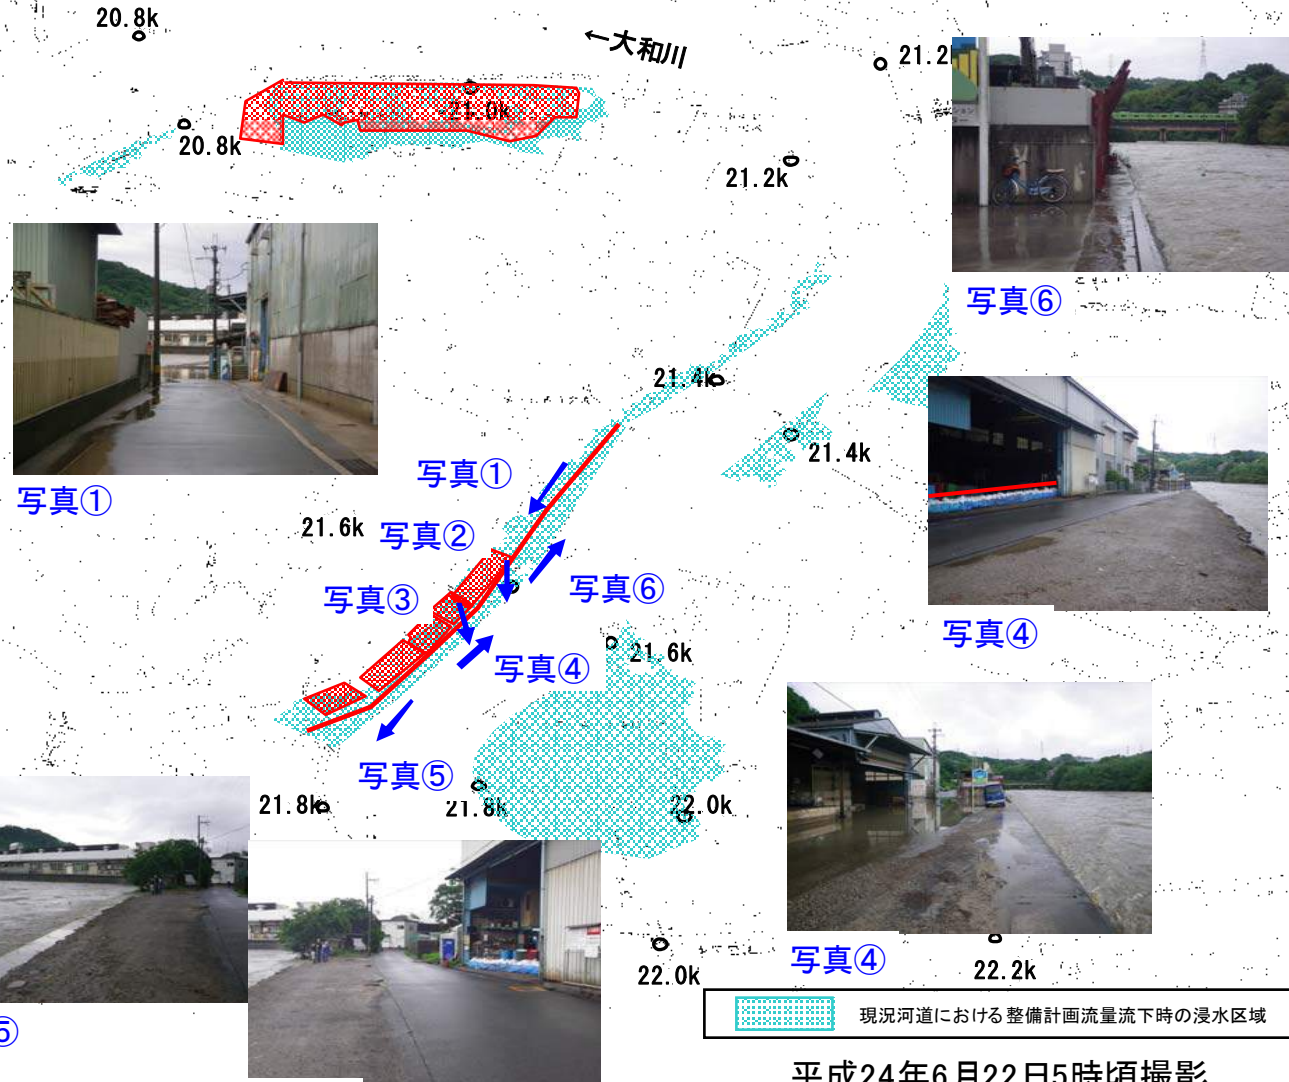 20.8k
←大和川
21.2
21.0k
20.8k
21.2k
写真⑥
21.4k
写真①
21.4k
写真①
21.6k
写真②
写真⑥
写真③
写真④
21.6k
写真④
写真⑤
21.8k
21.8k
22.0k
写真④
22.0k
22.2k
⑤
現況河道における整備計画流量流下時の浸水区域
平成24年6月22日5時頃撮影